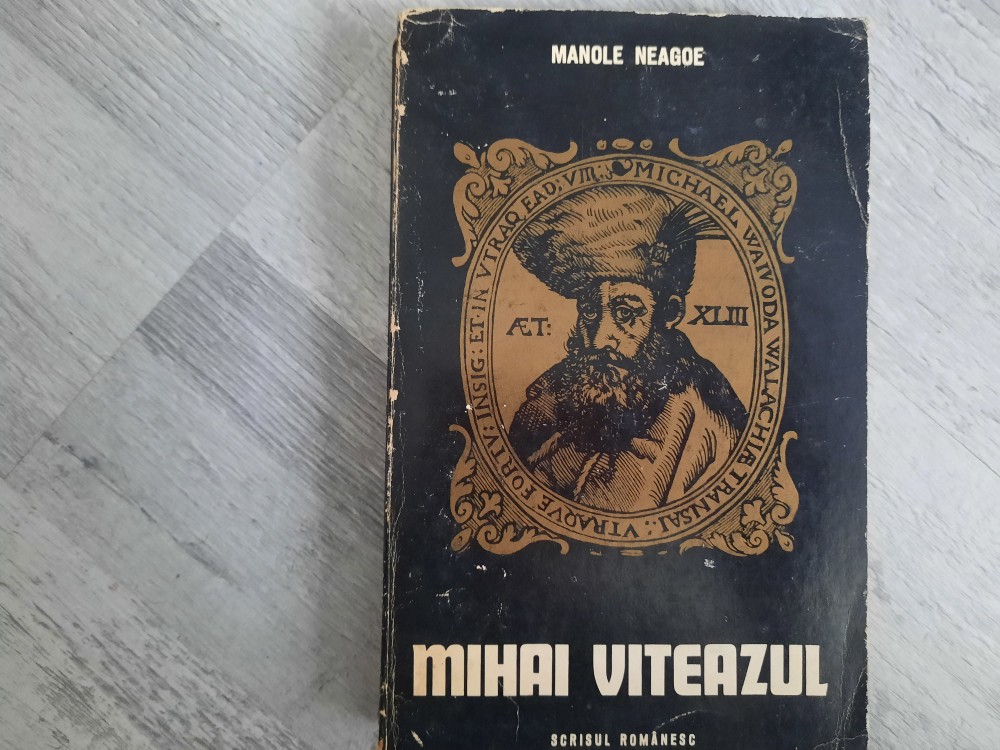 MANOLE NEAGOE
MICHAEL WAIVODA WALACHIÆ TRANSAL: VTRAQVE FORTV: INSIG: ET IN VTRAQ EAD: VIII:
ÆT: XLIII
MIHAI VITEAZUL
SCRISUL ROMÂNESC